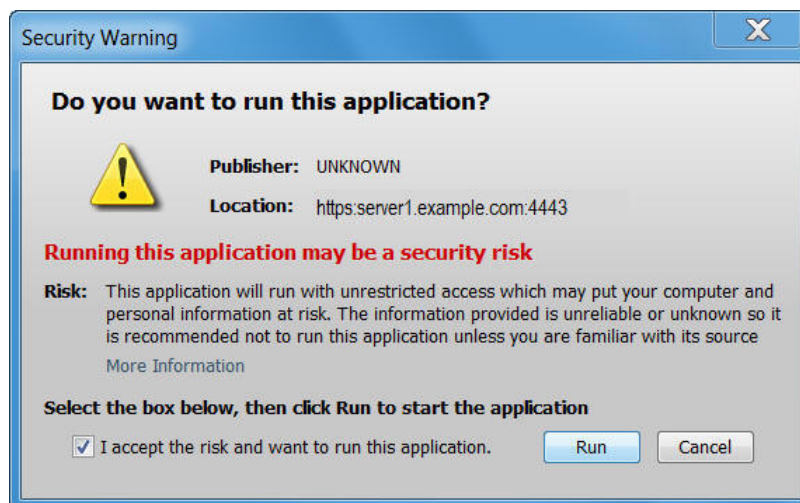 Security Warning
Do you want to run this application?
Publisher: UNKNOWN
Location: https:server1.example.com:4443
Running this application may be a security risk
Risk: This application will run with unrestricted access which may put your computer and
personal information at risk. The information provided is unreliable or unknown so it
is recommended not to run this application unless you are familiar with its source
More Information
Select the box below, then click Run to start the application
I accept the risk and want to run this application. Run Cancel